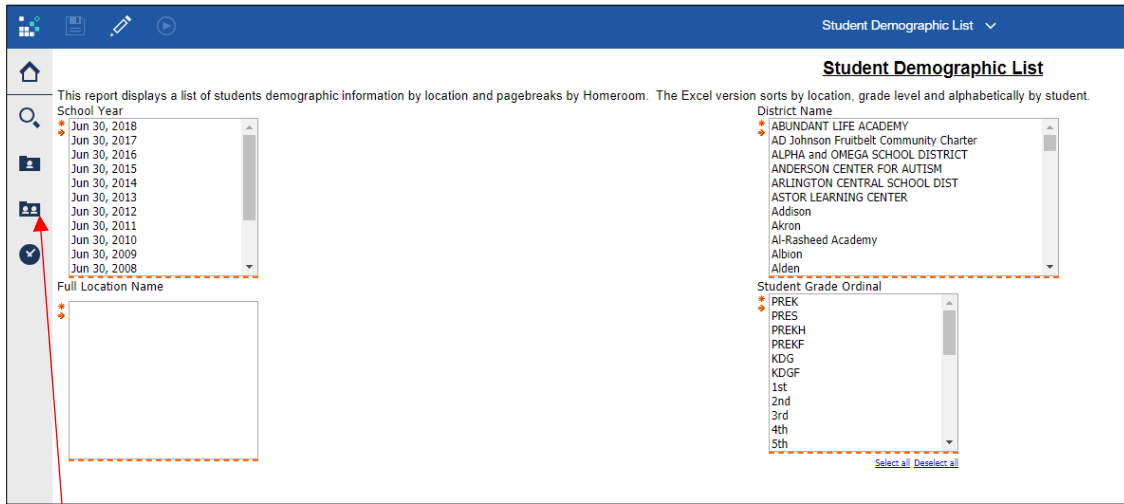 Student Demographic List
Student Demographic List
This report displays a list of students demographic information by location and pagebreaks by Homeroom. The Excel version sorts by location, grade level and alphabetically by student.
School Year
Jun 30, 2018
Jun 30, 2017
Jun 30, 2016
Jun 30, 2015
Jun 30, 2014
Jun 30, 2013
Jun 30, 2012
Jun 30, 2011
Jun 30, 2010
Jun 30, 2009
Jun 30, 2008
District Name
ABUNDANT LIFE ACADEMY
AD Johnson Fruitbelt Community Charter
ALPHA and OMEGA SCHOOL DISTRICT
ANDERSON CENTER FOR AUTISM
ARLINGTON CENTRAL SCHOOL DIST
ASTOR LEARNING CENTER
Addison
Akron
Al-Rasheed Academy
Albion
Alden
Full Location Name
Student Grade Ordinal
PREK
PRES
PREKH
PREKF
KDG
KDGF
1st
2nd
3rd
4th
5th
Select all Deselect all